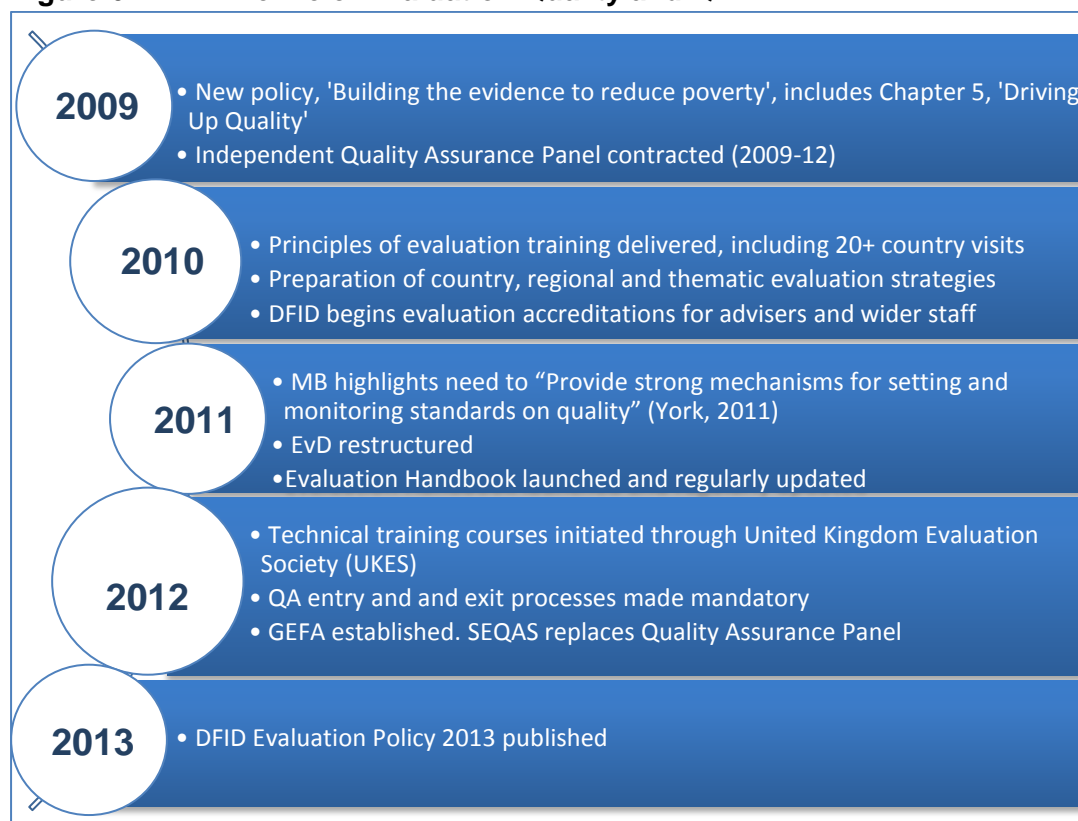 2009
• New policy, 'Building the evidence to reduce poverty', includes Chapter 5, 'Driving
Up Quality'
• Independent Quality Assurance Panel contracted (2009-12)
2010
• Principles of evaluation training delivered, including 20+ country visits
• Preparation of country, regional and thematic evaluation strategies
• DFID begins evaluation accreditations for advisers and wider staff
2011
• MB highlights need to “Provide strong mechanisms for setting and
monitoring standards on quality” (York, 2011)
• EvD restructured
•Evaluation Handbook launched and regularly updated
2012
• Technical training courses initiated through United Kingdom Evaluation
Society (UKES)
• QA entry and and exit processes made mandatory
• GEFA established. SEQAS replaces Quality Assurance Panel
2013
• DFID Evaluation Policy 2013 published